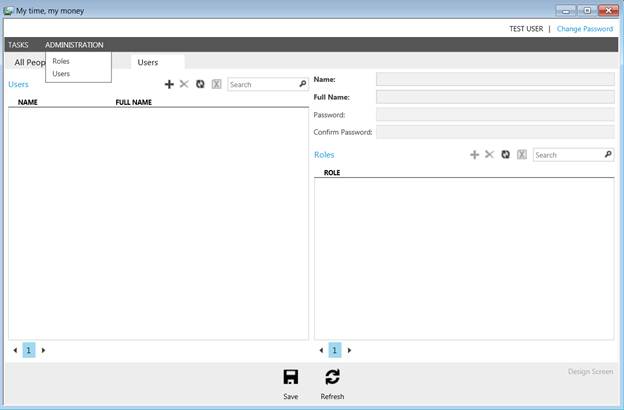 My time, my money
TEST USER | Change Password
TASKS ADMINISTRATION
All Peop Users
Roles
Users
Users
Search
NAME FULL NAME
1
Name:
Full Name:
Password:
Confirm Password:
Roles
Search
ROLE
1
Save Refresh
Design Screen